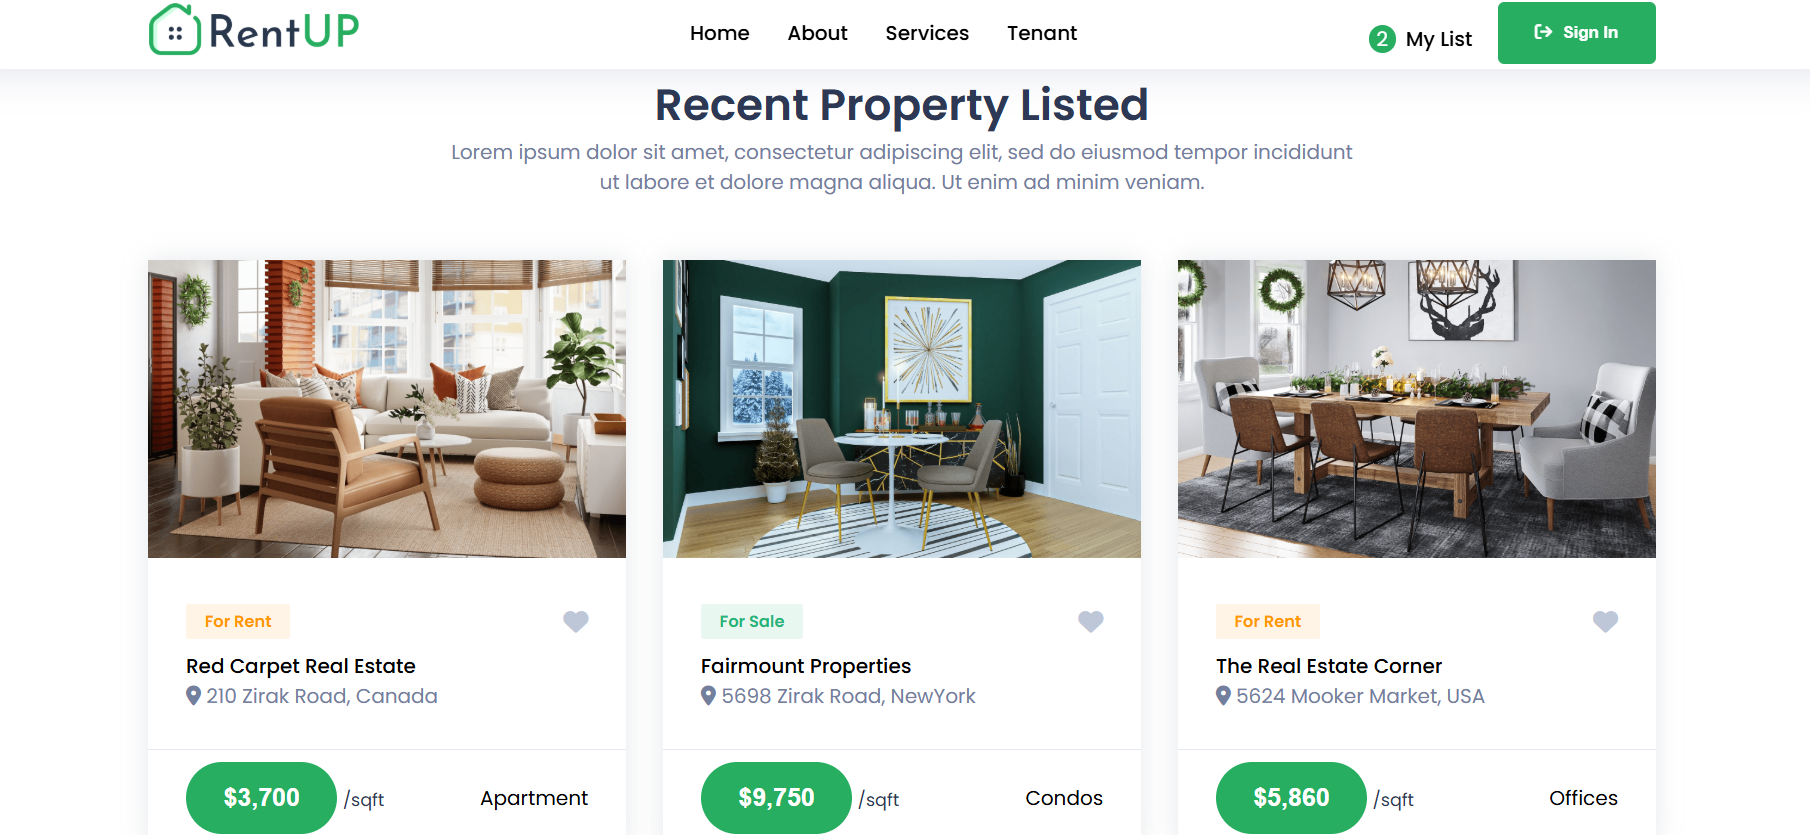 RentUP
Home About Services Tenant
2 My List
Sign In
Recent Property Listed
Lorem ipsum dolor sit amet, consectetur adipiscing elit, sed do eiusmod tempor incididunt
ut labore et dolore magna aliqua. Ut enim ad minim veniam.
For Rent
Red Carpet Real Estate
210 Zirak Road, Canada
$3,700 /sqft Apartment
For Sale
Fairmount Properties
5698 Zirak Road, NewYork
$9,750 /sqft Condos
For Rent
The Real Estate Corner
5624 Mooker Market, USA
$5,860 /sqft Offices